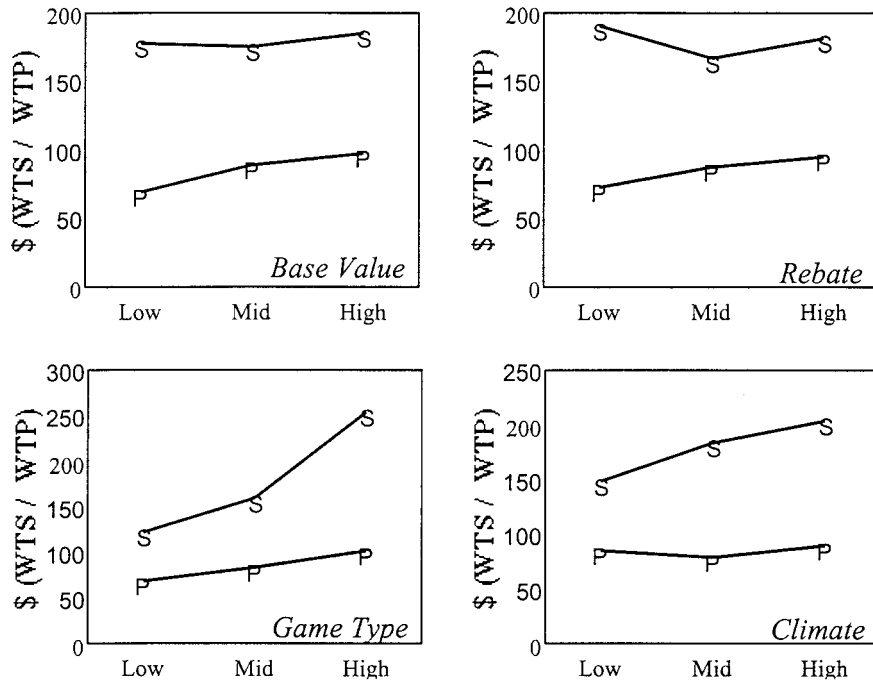 $ (WTS / WTP)
200
150
100
50
0
S S S
P P P
Base Value
Low Mid High
$ (WTS / WTP)
200
150
100
50
0
S S S
P P P
Rebate
Low Mid High
$ (WTS / WTP)
300
250
200
150
100
50
0
S S S
P P P
Game Type
Low Mid High
$ (WTS / WTP)
250
200
150
100
50
0
S S S
P P P
Climate
Low Mid High